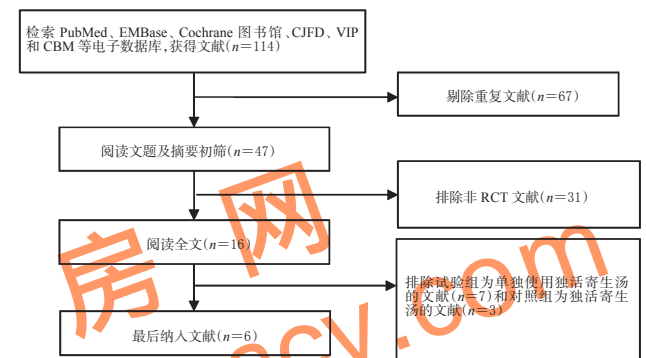 检索 PubMed、EMBase、Cochrane 图书馆、CJFD、VIP
和 CBM 等电子数据库,获得文献(n=114)
剔除重复文献(n=67)
阅读文题及摘要初筛(n=47)
排除非 RCT 文献(n=31)
阅读全文(n=16)
排除试验组为单独使用独活寄生汤
的文献(n=7)和对照组为独活寄生
汤的文献(n=3)
最后纳入文献(n=6)
房 网
acy.com